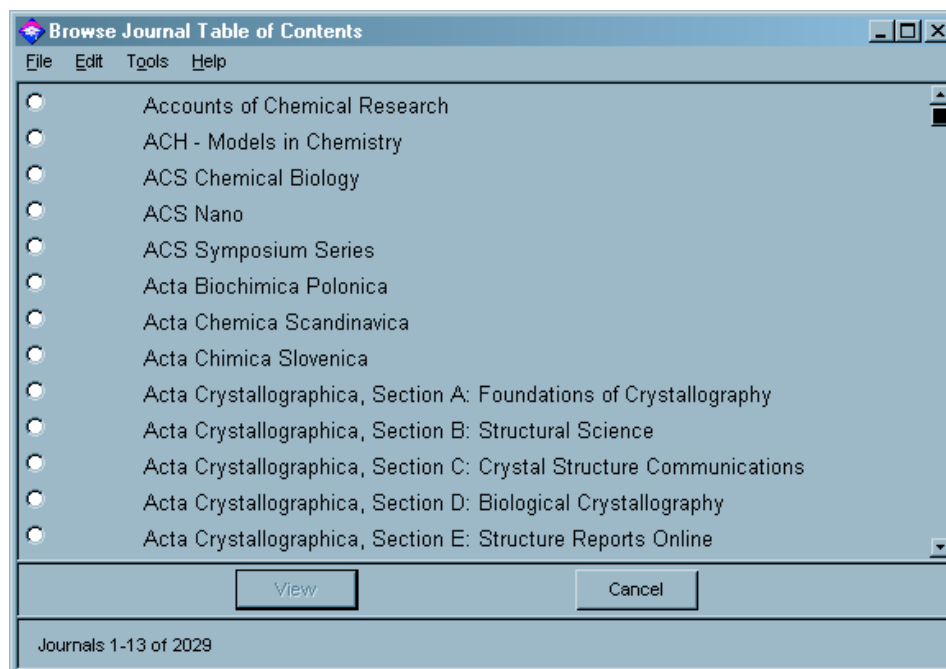 Browse Journal Table of Contents
File Edit Tools Help
Accounts of Chemical Research
ACH - Models in Chemistry
ACS Chemical Biology
ACS Nano
ACS Symposium Series
Acta Biochimica Polonica
Acta Chemica Scandinavica
Acta Chimica Slovenica
Acta Crystallographica, Section A: Foundations of Crystallography
Acta Crystallographica, Section B: Structural Science
Acta Crystallographica, Section C: Crystal Structure Communications
Acta Crystallographica, Section D: Biological Crystallography
Acta Crystallographica, Section E: Structure Reports Online
View Cancel
Journals 1-13 of 2029